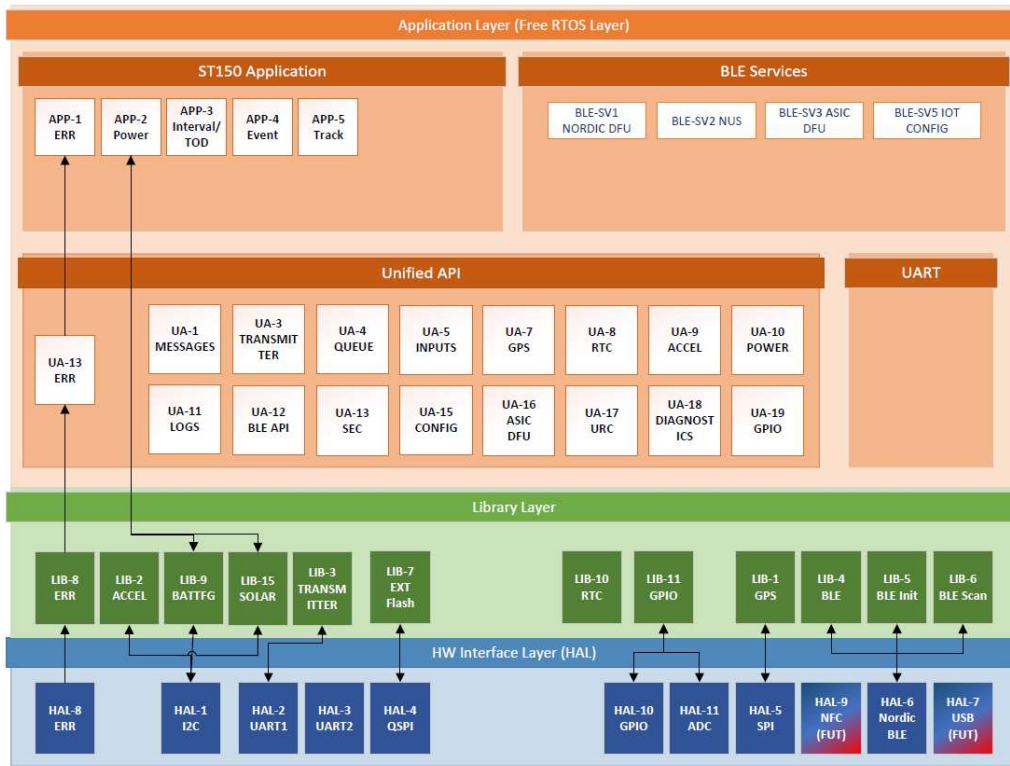 Application Layer (Free RTOS Layer)
ST150 Application
BLE Services
APP-1
ERR
APP-2
Power
APP-3
Interval/
TOD
APP-4
Event
APP-5
Track
BLE-SV1
NORDIC DFU
BLE-SV2 NUS
BLE-SV3 ASIC
DFU
BLE-SV5 IOT
CONFIG
Unified API
UART
UA-13
ERR
UA-1
MESSAGES
UA-3
TRANSMIT
TER
UA-4
QUEUE
UA-5
INPUTS
UA-7
GPS
UA-8
RTC
UA-9
ACCEL
UA-10
POWER
UA-11
LOGS
UA-12
BLE API
UA-13
SEC
UA-15
CONFIG
UA-16
ASIC
DFU
UA-17
URC
UA-18
DIAGNOST
ICS
UA-19
GPIO
Library Layer
LIB-8
ERR
LIB-2
ACCEL
LIB-9
BATTFG
LIB-15
SOLAR
LIB-3
TRANSM
ITTER
LIB-7
EXT
Flash
LIB-10
RTC
LIB-11
GPIO
LIB-1
GPS
LIB-4
BLE
LIB-5
BLE Init
LIB-6
BLE Scan
HW Interface Layer (HAL)
HAL-8
ERR
HAL-1
I2C
HAL-2
UART1
HAL-3
UART2
HAL-4
QSPI
HAL-10
GPIO
HAL-11
ADC
HAL-5
SPI
HAL-9
NFC
(FUT)
HAL-6
Nordic
BLE
HAL-7
USB
(FUT)